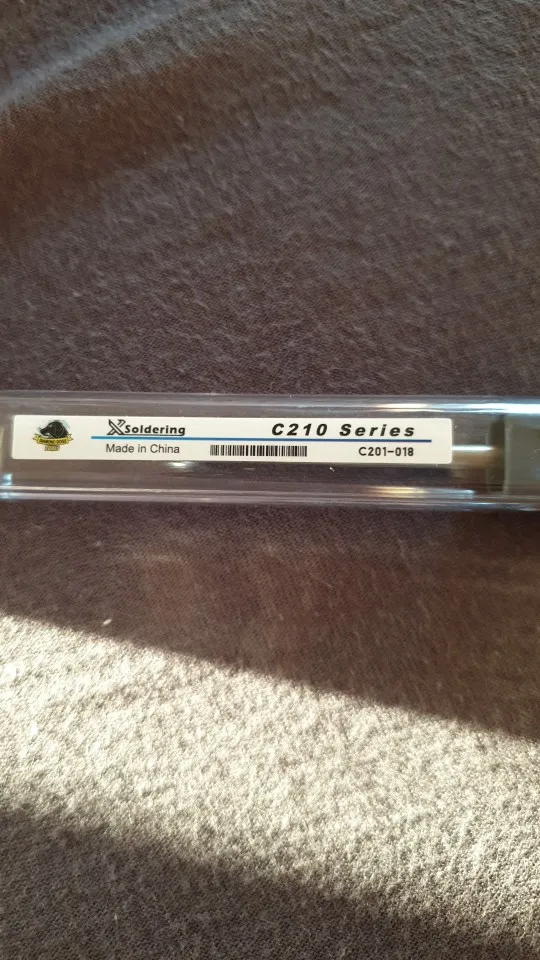 XSoldering
C210 Series
Made in China
C201-018